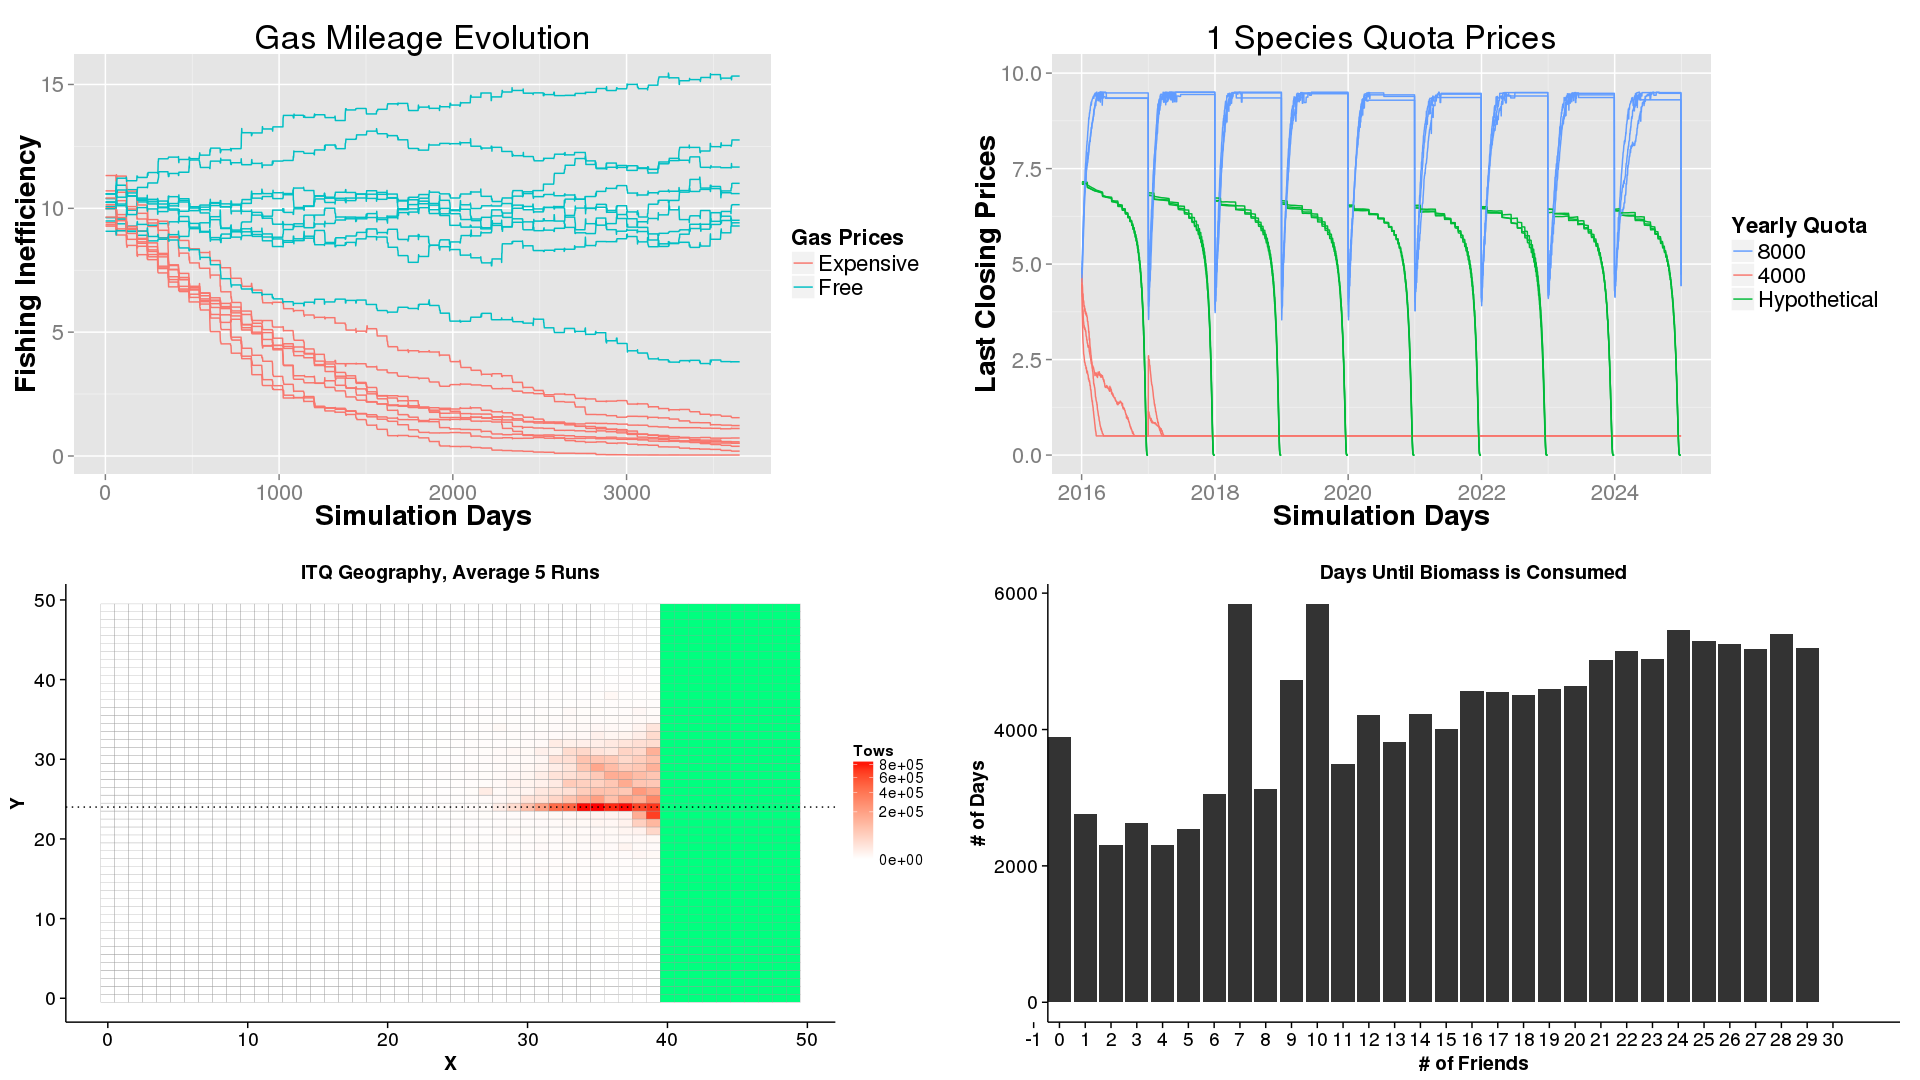 Gas Mileage Evolution
15
10
5
0
Fishing Inefficiency
0 1000 2000 3000
Simulation Days
Gas Prices
Expensive
Free
1 Species Quota Prices
10.0
7.5
5.0
2.5
0.0
Last Closing Prices
2016 2018 2020 2022 2024
Simulation Days
Yearly Quota
8000
4000
Hypothetical
ITQ Geography, Average 5 Runs
50
40
30
20
10
0
Y
0 10 20 30 40 50
X
Tows
8e+05
6e+05
4e+05
2e+05
0e+00
Days Until Biomass is Consumed
6000
4000
2000
0
# of Days
-1 0 1 2 3 4 5 6 7 8 9 10 11 12 13 14 15 16 17 18 19 20 21 22 23 24 25 26 27 28 29 30
# of Friends